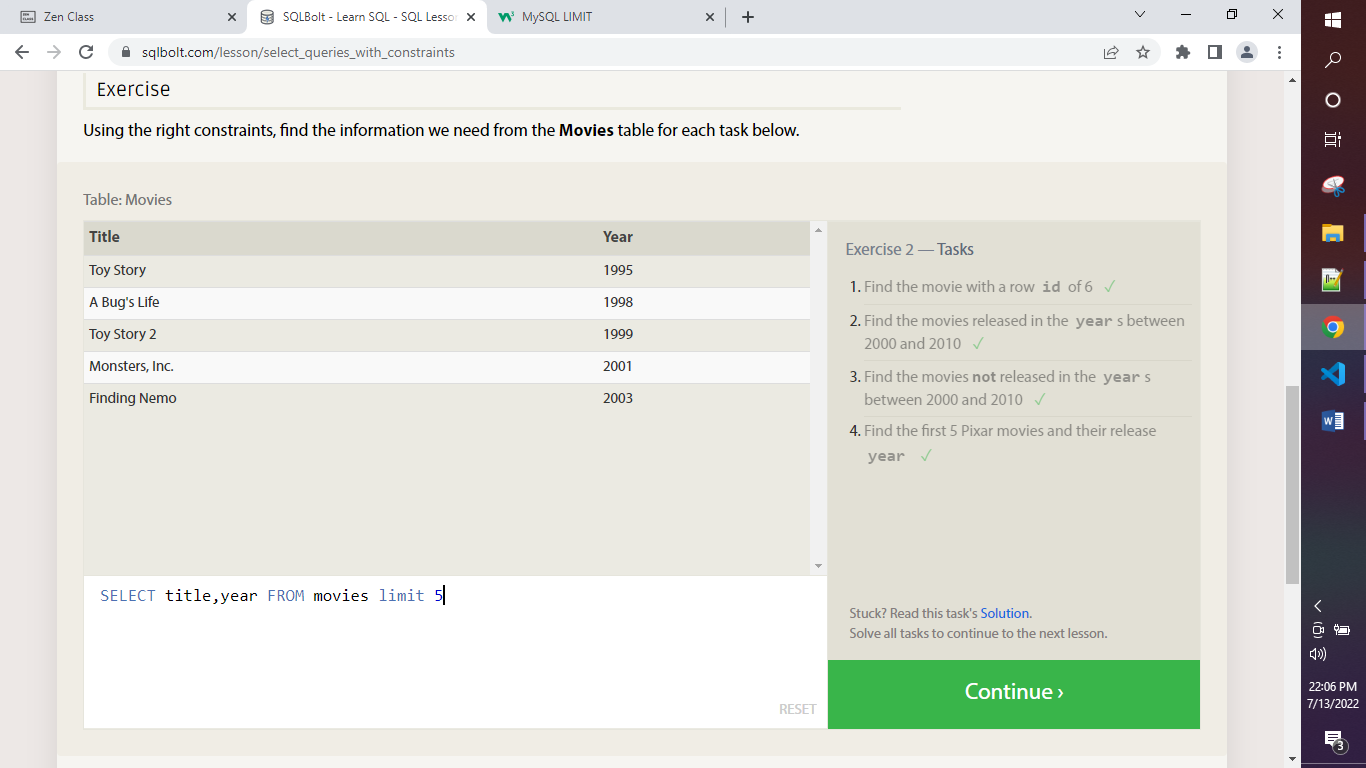 Zen Class
SQLBolt - Learn SQL - SQL Lesson
MySQL LIMIT
sqlbolt.com/lesson/select_queries_with_constraints
Exercise
Using the right constraints, find the information we need from the Movies table for each task below.
Table: Movies
Title Year
Toy Story 1995
A Bug's Life 1998
Toy Story 2 1999
Monsters, Inc. 2001
Finding Nemo 2003
SELECT title,year FROM movies limit 5
RESET
Exercise 2 — Tasks
1. Find the movie with a row id of 6 ✓
2. Find the movies released in the year s between
2000 and 2010 ✓
3. Find the movies not released in the year s
between 2000 and 2010 ✓
4. Find the first 5 Pixar movies and their release
year ✓
Stuck? Read this task's Solution.
Solve all tasks to continue to the next lesson.
Continue ›
22:06 PM
7/13/2022
3